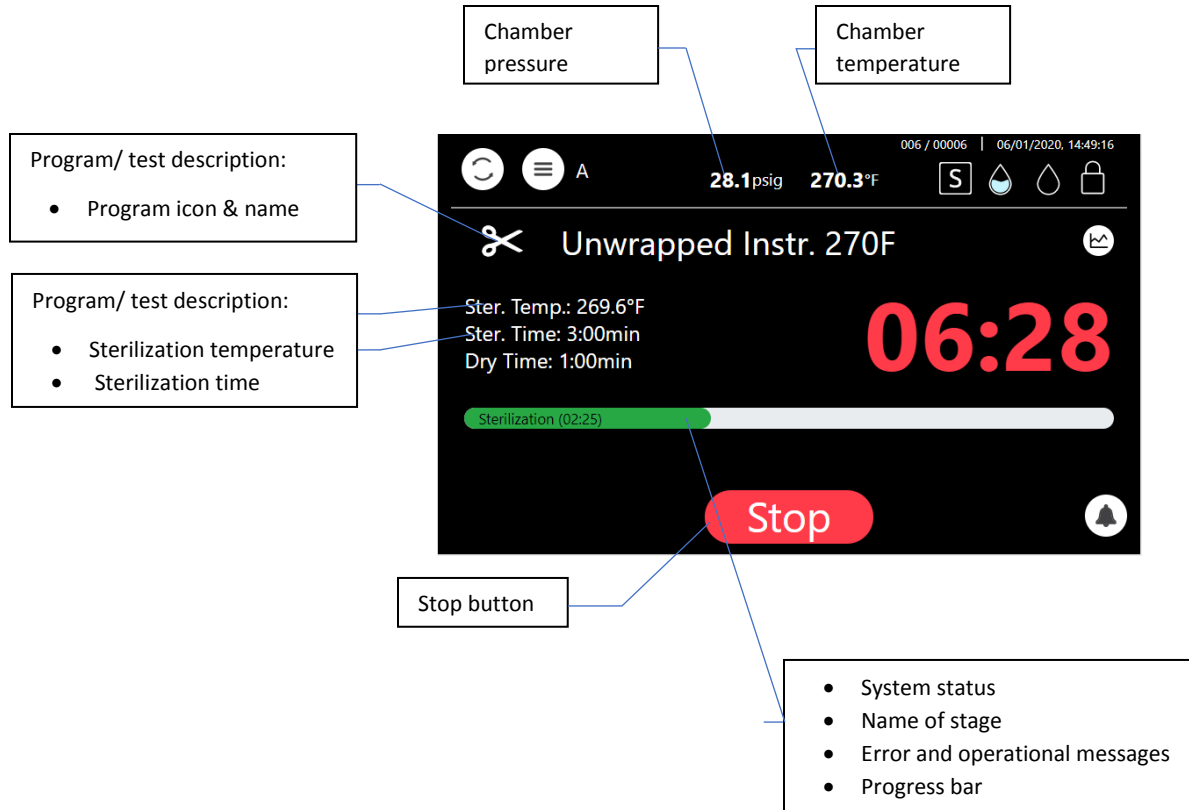 Chamber
pressure
Chamber
temperature
Program/ test description:
• Program icon & name
Program/ test description:
• Sterilization temperature
• Sterilization time
006 / 00006 | 06/01/2020, 14:49:16
A
28.1psig 270.3°F
S
Unwrapped Instr. 270F
Ster. Temp.: 269.6°F
Ster. Time: 3:00min
Dry Time: 1:00min
06:28
Sterilization (02:25)
Stop
Stop button
• System status
• Name of stage
• Error and operational messages
• Progress bar